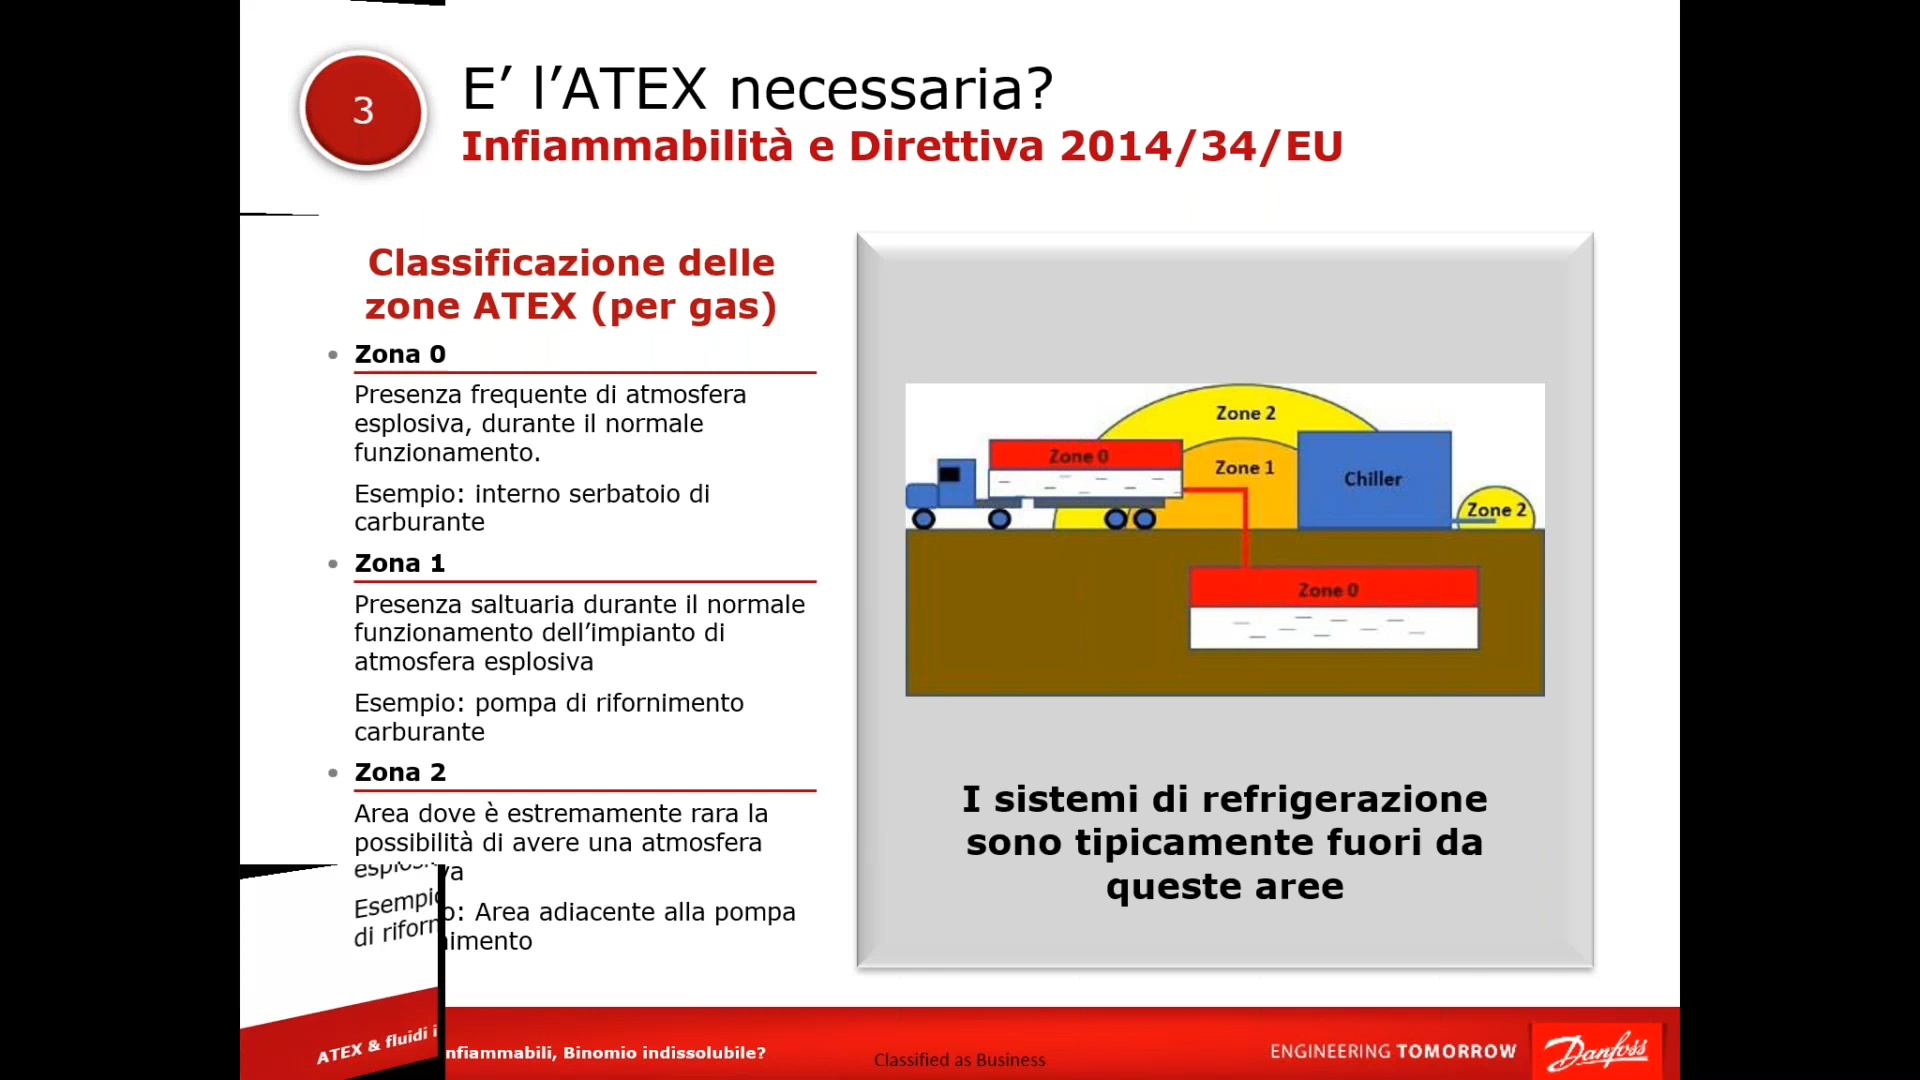 3
E’ l’ATEX necessaria?
Infiammabilità e Direttiva 2014/34/EU
Classificazione delle
zone ATEX (per gas)
• Zona 0
Presenza frequente di atmosfera
esplosiva, durante il normale
funzionamento.
Esempio: interno serbatoio di
carburante
• Zona 1
Presenza saltuaria durante il normale
funzionamento dell’impianto di
atmosfera esplosiva
Esempio: pompa di rifornimento
carburante
• Zona 2
Area dove è estremamente rara la
possibilità di avere una atmosfera
esplosiva
Esempio: Area adiacente alla pompa
di rifornimento
Zone 2
Zone 0
Zone 1
Chiller
Zone 2
Zone 0
I sistemi di refrigerazione
sono tipicamente fuori da
queste aree
ATEX & fluidi infiammabili, Binomio indissolubile?
Classified as Business
ENGINEERING TOMORROW
Danfoss